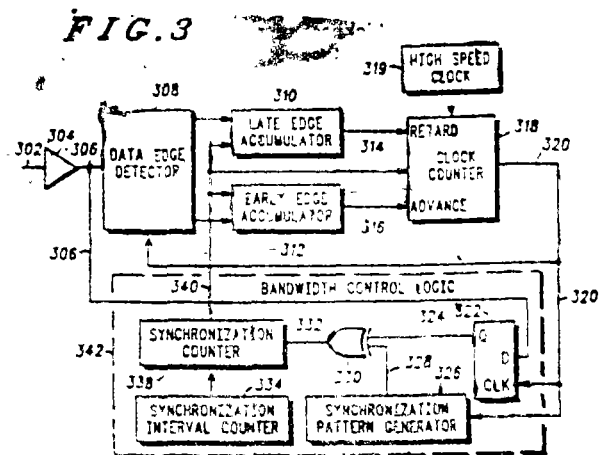 FIG.3
HIGH SPEED
CLOCK
319
308
310
304
302
306
DATA EDGE
DETECTOR
LATE EDGE
ACCUMULATOR
314
RETARD
CLOCK
COUNTER
ADVANCE
318
320
EARLY EDGE
ACCUMULATOR
316
312
306
340
BANDWIDTH CONTROL LOGIC
320
342
SYNCHRONIZATION
COUNTER
332
330
324
322
Q
D
CLK
328
326
338
334
SYNCHRONIZATION
INTERVAL COUNTER
SYNCHRONIZATION
PATTERN GENERATOR